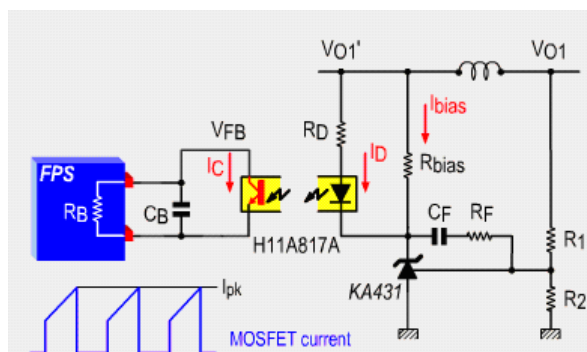 VO1'
VO1
Ibias
RD
VFB
ID
FPS
IC
Rbias
RB
CB
CF
RF
R1
H11A817A
KA431
R2
Ipk
MOSFET current